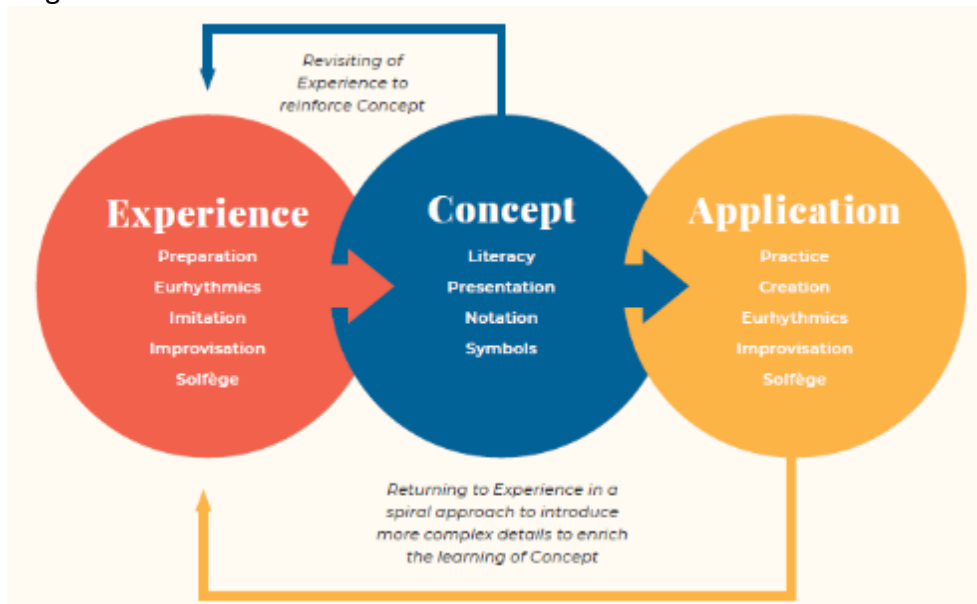 Revisiting of
Experience to
reinforce Concept
Experience
Preparation
Eurhythmics
Imitation
Improvisation
Solfège
Concept
Literacy
Presentation
Notation
Symbols
Application
Practice
Creation
Eurhythmics
Improvisation
Solfège
Returning to Experience in a
spiral approach to introduce
more complex details to enrich
the learning of Concept